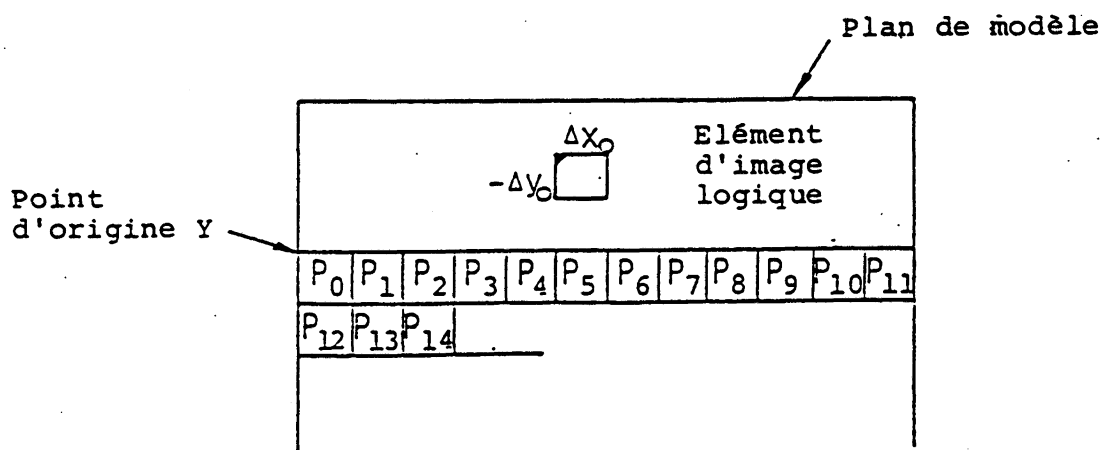 Plan de modèle
ΔX₀
Elément
d'image
logique
-Δy₀
Point
d'origine Y
P₀ P₁ P₂ P₃ P₄ P₅ P₆ P₇ P₈ P₉ P₁₀ P₁₁
P₁₂ P₁₃ P₁₄